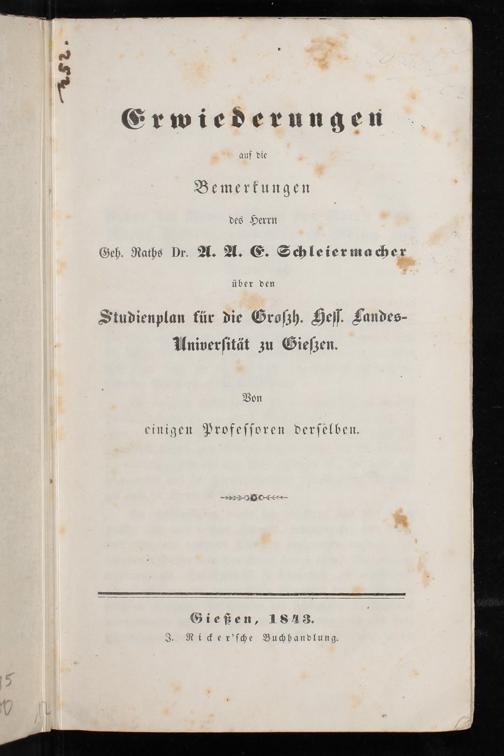 252.
Erwiederungen
auf die
Bemerkungen
des Herrn
Geh. Raths Dr. A. A. E. Schleiermacher
über den
Studienplan für die Großh. Hess. Landes-
Universität zu Gießen.
Von
einigen Professoren derselben.
Gießen, 1843.
J. Ricker'sche Buchhandlung.